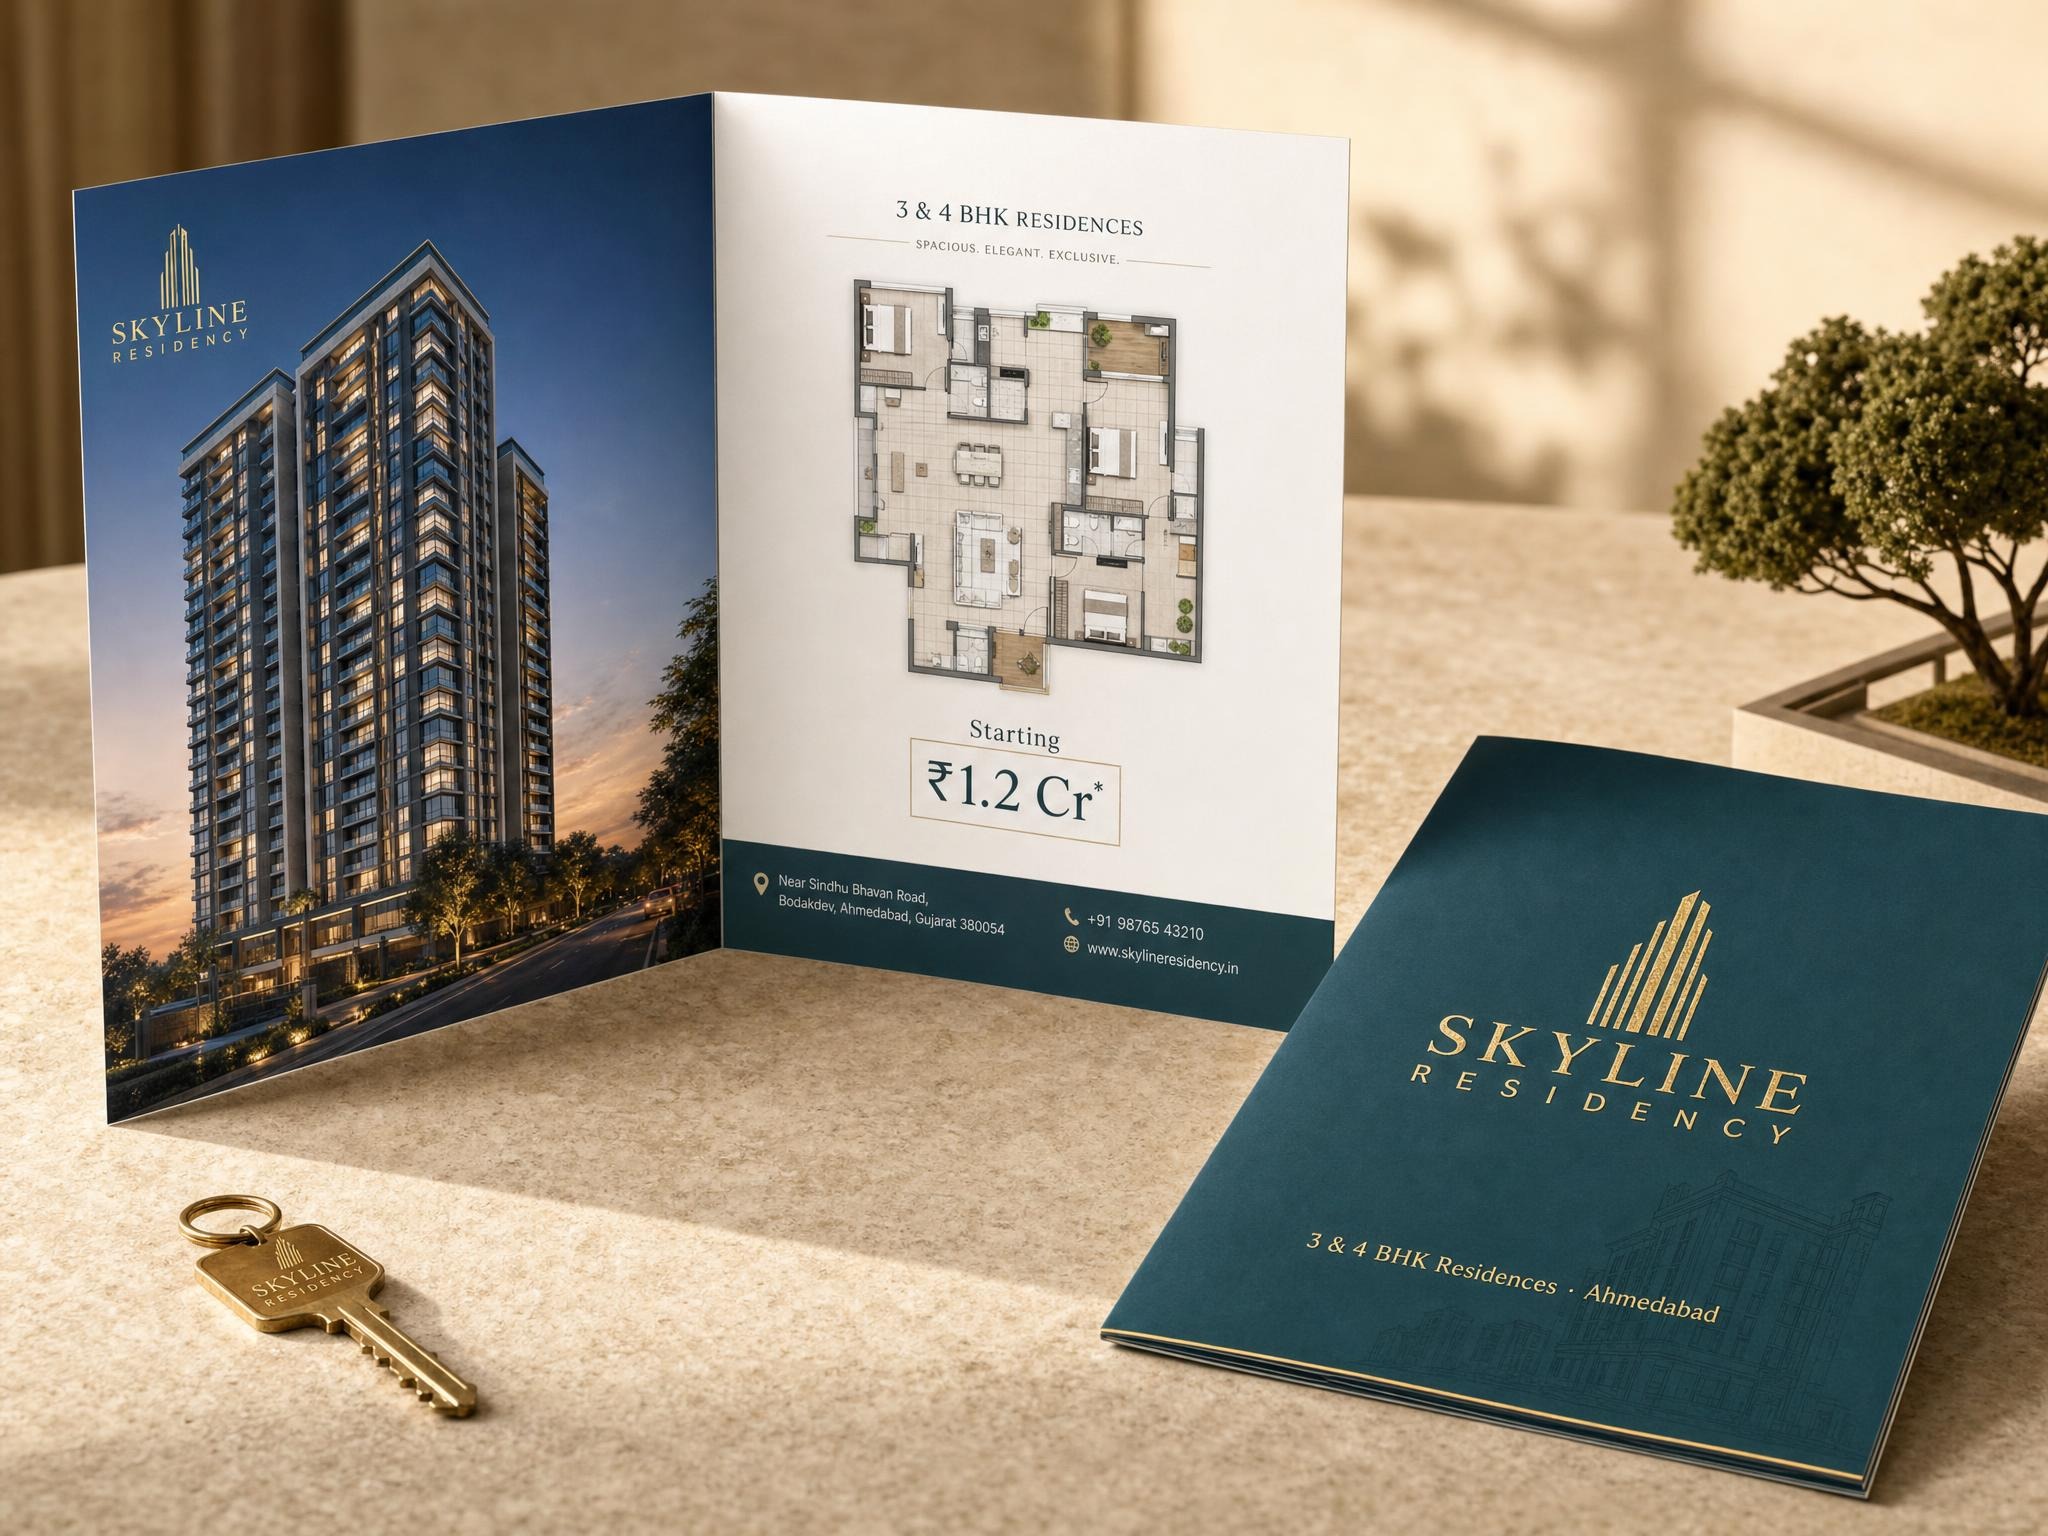 SKYLINE
RESIDENCY
3 & 4 BHK RESIDENCES
SPACIOUS. ELEGANT. EXCLUSIVE.
Starting
₹1.2 Cr*
Near Sindhu Bhavan Road,
Bodakdev, Ahmedabad, Gujarat 380054
+91 98765 43210
www.skylineresidency.in
SKYLINE
RESIDENCY
3 & 4 BHK Residences · Ahmedabad
SKYLINE
RESIDENCY